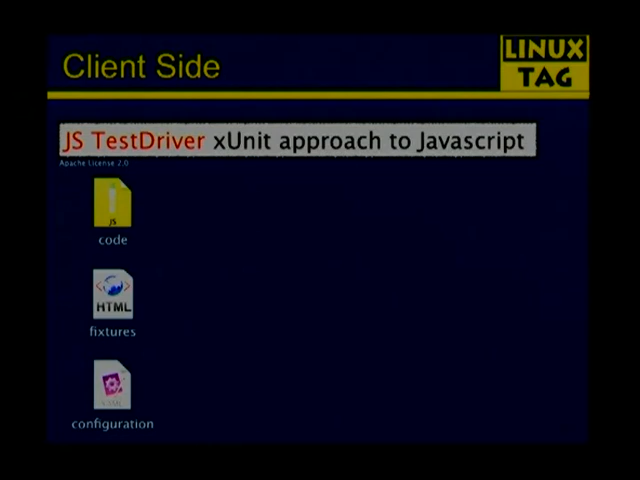 Client Side
LINUX
TAG
JS TestDriver xUnit approach to Javascript
Apache License 2.0
JS
code
HTML
fixtures
configuration